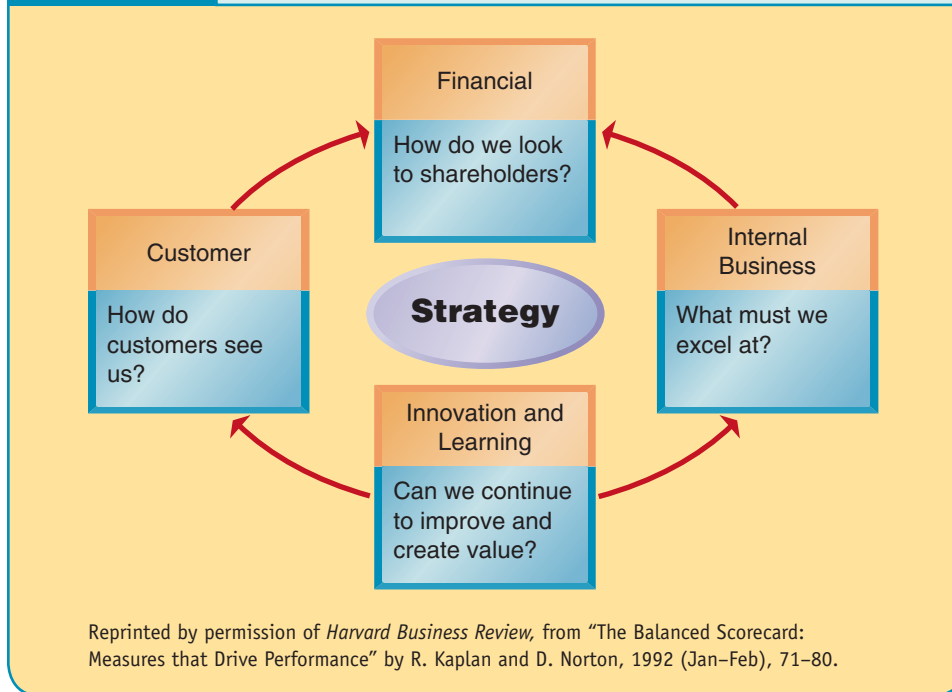 Financial
How do we look
to shareholders?
Customer
How do
customers see
us?
Strategy
Internal
Business
What must we
excel at?
Innovation and
Learning
Can we continue
to improve and
create value?
Reprinted by permission of Harvard Business Review, from “The Balanced Scorecard:
Measures that Drive Performance” by R. Kaplan and D. Norton, 1992 (Jan–Feb), 71–80.